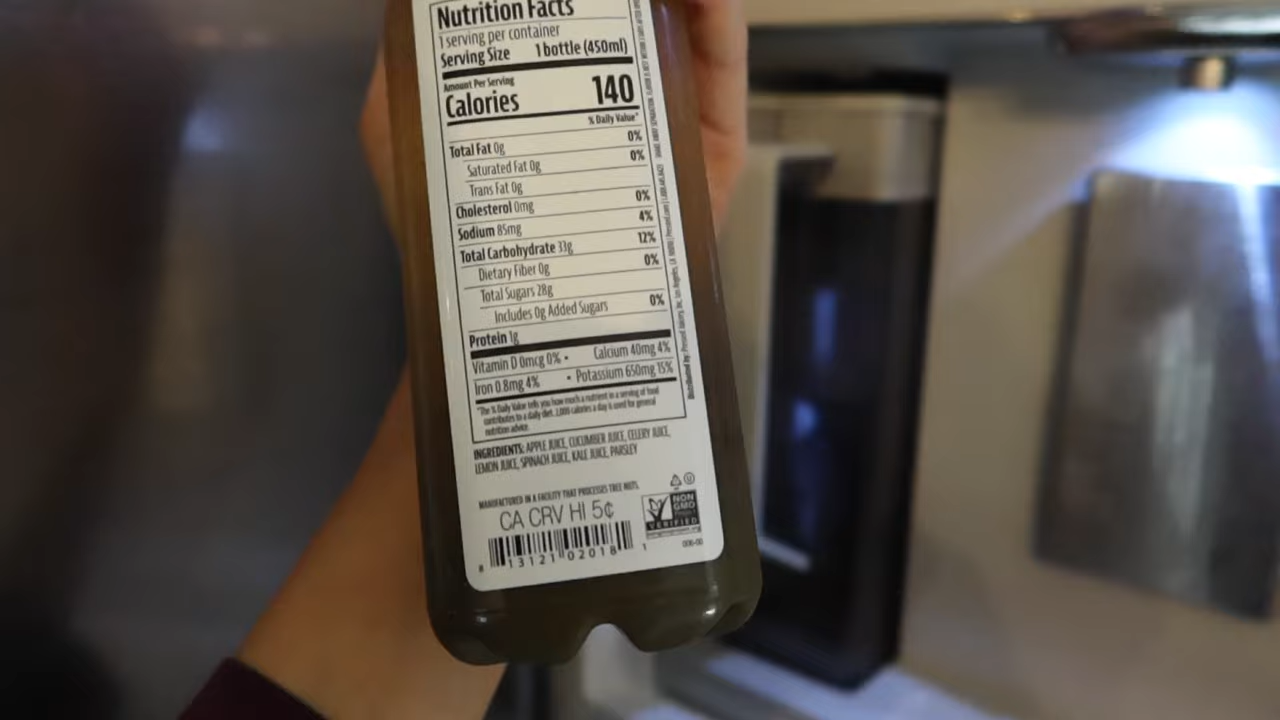 Nutrition Facts
1 serving per container
Serving Size 1 bottle (450ml)
Amount Per Serving
Calories 140
% Daily Value*
Total Fat 0g 0%
Saturated Fat 0g 0%
Trans Fat 0g
Cholesterol 0mg 0%
Sodium 85mg 4%
Total Carbohydrate 33g 12%
Dietary Fiber 0g 0%
Total Sugars 28g
Includes 0g Added Sugars 0%
Protein 1g
Vitamin D 0mcg 0% • Calcium 40mg 4%
Iron 0.8mg 4% • Potassium 650mg 15%
*The % Daily Value tells you how much a nutrient in a serving of food
contributes to a daily diet. 2,000 calories a day is used for general
nutrition advice.
INGREDIENTS: APPLE JUICE, CUCUMBER JUICE, CELERY JUICE,
LEMON JUICE, SPINACH JUICE, KALE JUICE, PARSLEY
MANUFACTURED IN A FACILITY THAT PROCESSES TREE NUTS.
CA CRV HI 5¢
NON
GMO
VERIFIED
8 13121 02018 1
006-00
Distributed by: